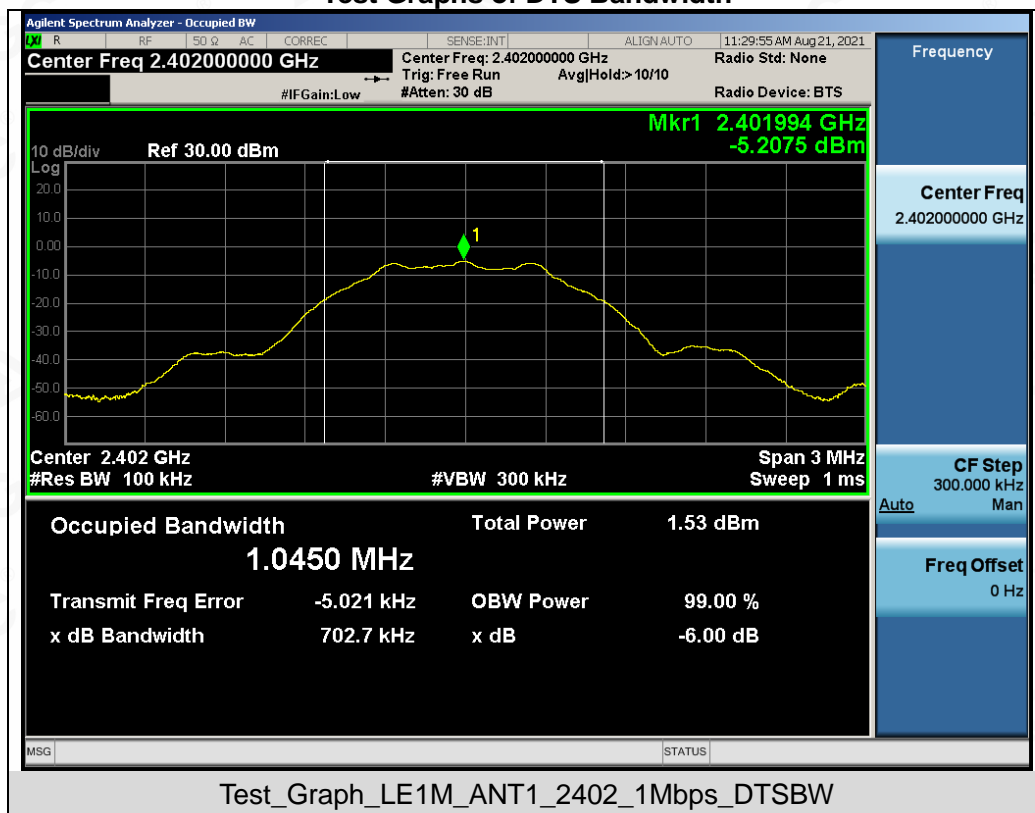 Test Graphs of DTS Bandwidth
Agilent Spectrum Analyzer - Occupied BW
LXI R RF 50 Ω AC CORREC SENSE:INT ALIGN AUTO 11:29:55 AM Aug 21, 2021
Center Freq 2.402000000 GHz
Center Freq: 2.402000000 GHz
Radio Std: None
Trig: Free Run Avg|Hold:> 10/10
#IFGain:Low
#Atten: 30 dB
Radio Device: BTS
Frequency
Mkr1 2.401994 GHz
-5.2075 dBm
10 dB/div Ref 30.00 dBm
Log
20.0
10.0
0.00
-10.0
-20.0
-30.0
-40.0
-50.0
-60.0
1
Center 2.402 GHz Span 3 MHz
#Res BW 100 kHz #VBW 300 kHz Sweep 1 ms
Center Freq
2.402000000 GHz
CF Step
300.000 kHz
Auto Man
Freq Offset
0 Hz
Occupied Bandwidth Total Power 1.53 dBm
1.0450 MHz
Transmit Freq Error -5.021 kHz OBW Power 99.00 %
x dB Bandwidth 702.7 kHz x dB -6.00 dB
MSG STATUS
Test_Graph_LE1M_ANT1_2402_1Mbps_DTSBW